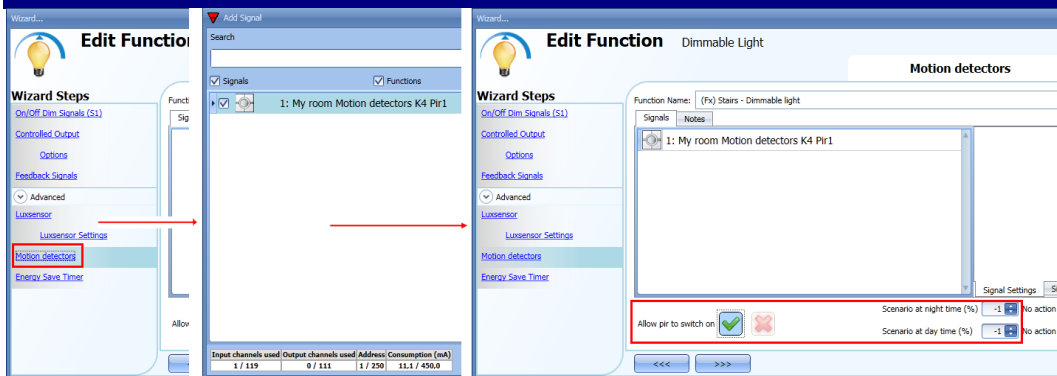 Wizard...
Edit Functio
Wizard Steps
On/Off Dim Signals (S1)
Controlled Output
Options
Feedback Signals
Advanced
Luxsensor
Luxsensor Settings
Motion detectors
Energy Save Timer
Functi
Sig
Allow
Add Signal
Search
Signals
Functions
1: My room Motion detectors K4 Pir1
Input channels used Output channels used Address Consumption (mA)
1 / 119 0 / 111 1 / 250 11,1 / 450,0
Wizard...
Edit Function Dimmable Light
Motion detectors
Wizard Steps
On/Off Dim Signals (S1)
Controlled Output
Options
Feedback Signals
Advanced
Luxsensor
Luxsensor Settings
Motion detectors
Energy Save Timer
Function Name: (Fx) Stairs - Dimmable light
Signals Notes
1: My room Motion detectors K4 Pir1
Signal Settings
Allow pir to switch on
Scenario at night time (%) -1 No action
Scenario at day time (%) -1 No action
<<< >>>